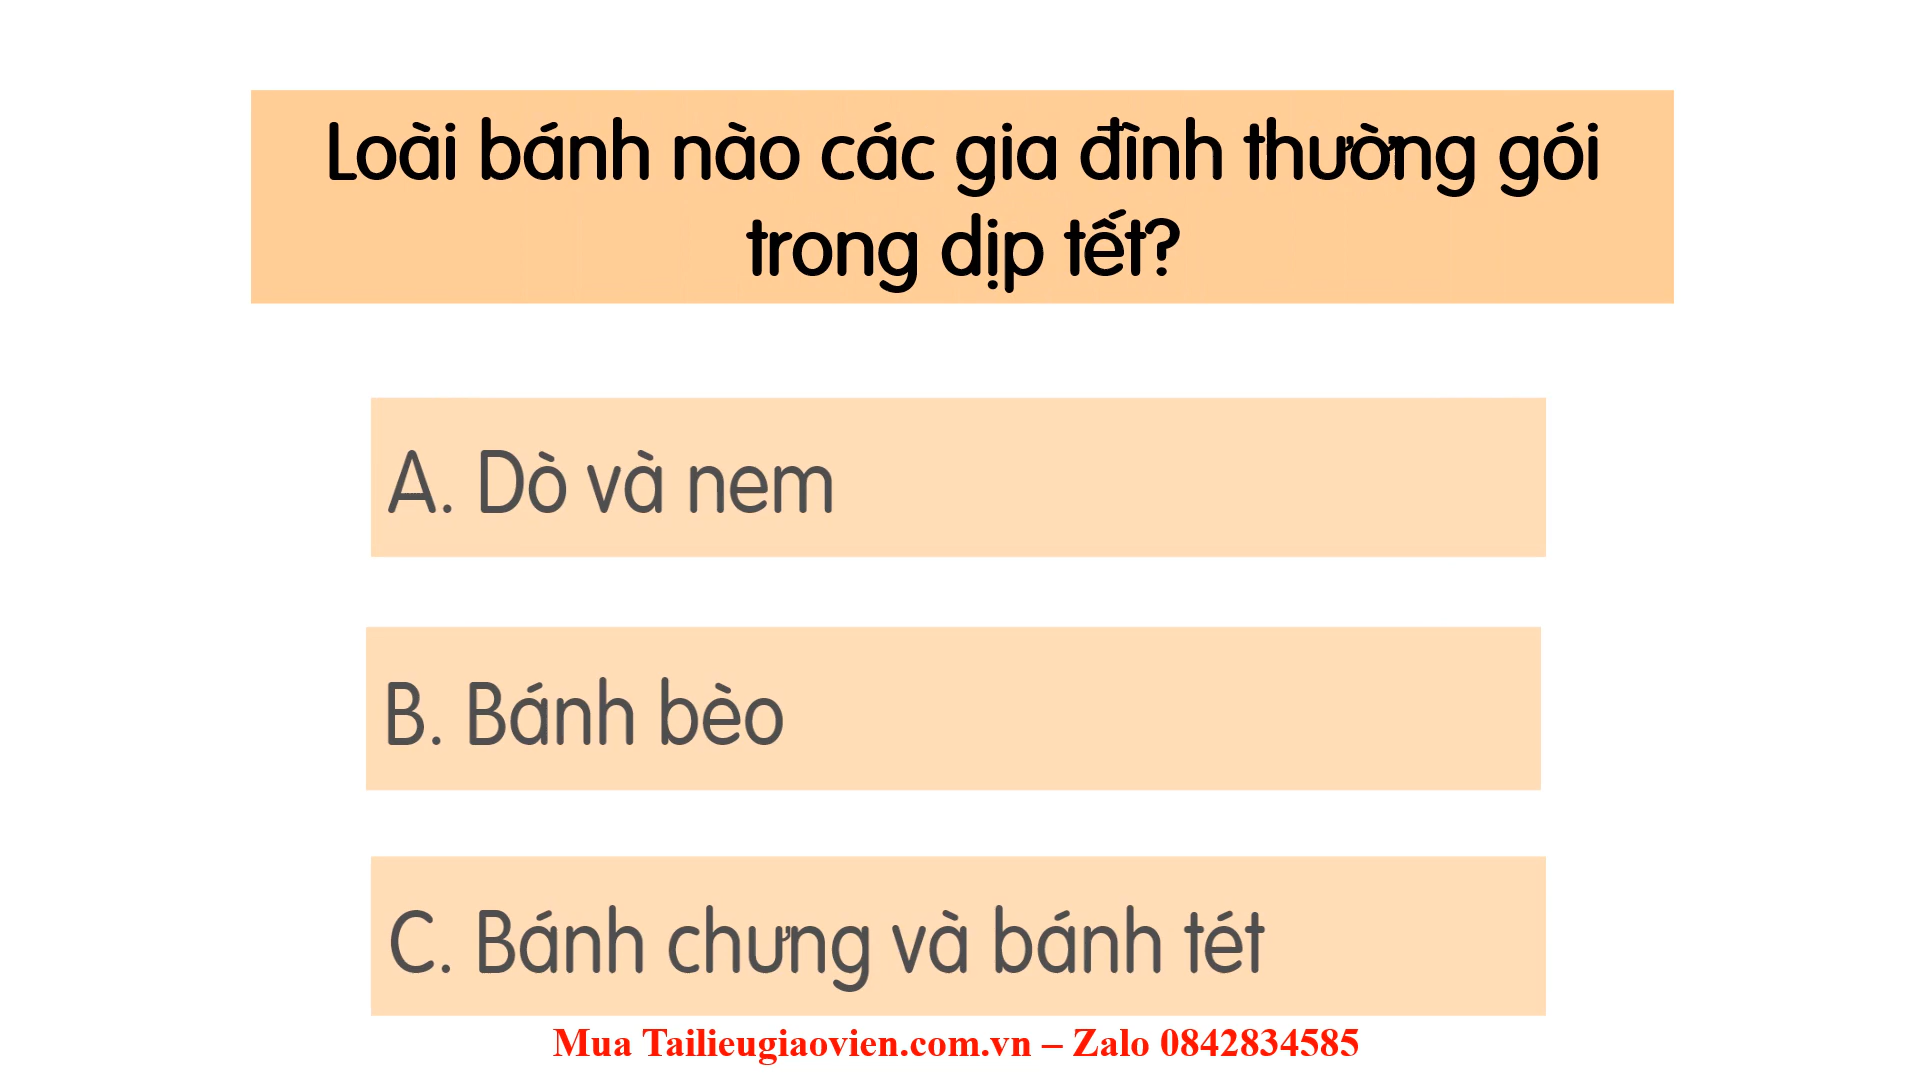 Loài bánh nào các gia đình thường gói
trong dịp tết?
A. Dò và nem
B. Bánh bèo
C. Bánh chưng và bánh tét
Mua Tailieugiaovien.com.vn – Zalo 0842834585